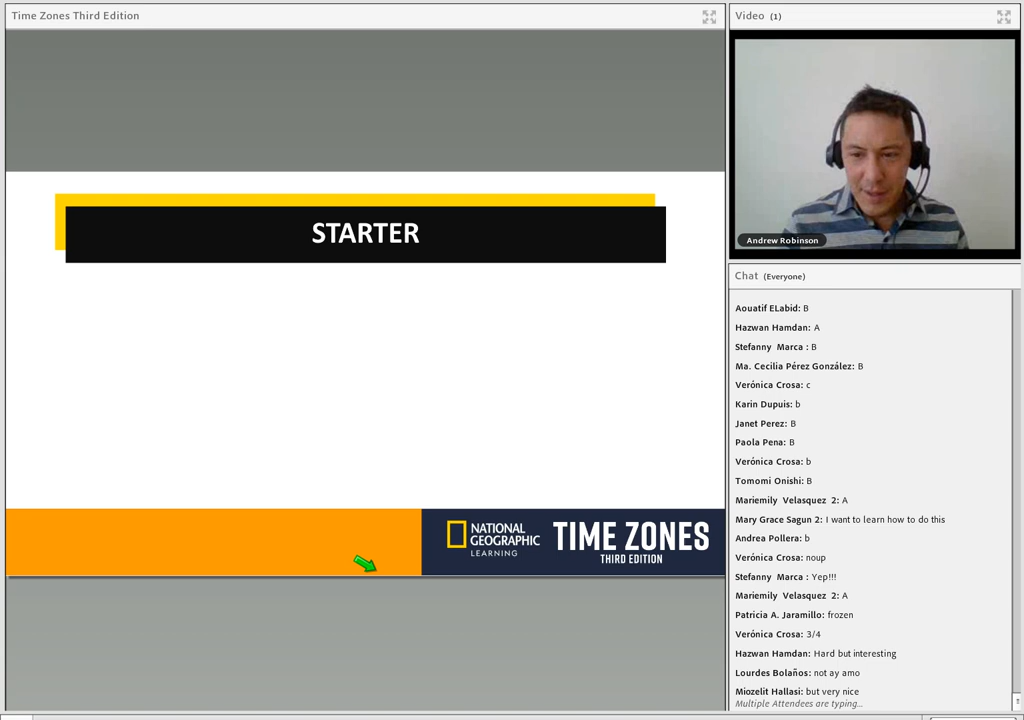 Time Zones Third Edition
STARTER
NATIONAL
GEOGRAPHIC
LEARNING
TIME ZONES
THIRD EDITION
Video (1)
Andrew Robinson
Chat (Everyone)
Aouatif ELabid: B
Hazwan Hamdan: A
Stefanny Marca : B
Ma. Cecilia Pérez González: B
Verónica Crosa: c
Karin Dupuis: b
Janet Perez: B
Paola Pena: B
Verónica Crosa: b
Tomomi Onishi: B
Mariemily Velasquez 2: A
Mary Grace Sagun 2: I want to learn how to do this
Andrea Pollera: b
Verónica Crosa: noup
Stefanny Marca : Yep!!!
Mariemily Velasquez 2: A
Patricia A. Jaramillo: frozen
Verónica Crosa: 3/4
Hazwan Hamdan: Hard but interesting
Lourdes Bolaños: not ay amo
Miozelit Hallasi: but very nice
Multiple Attendees are typing...